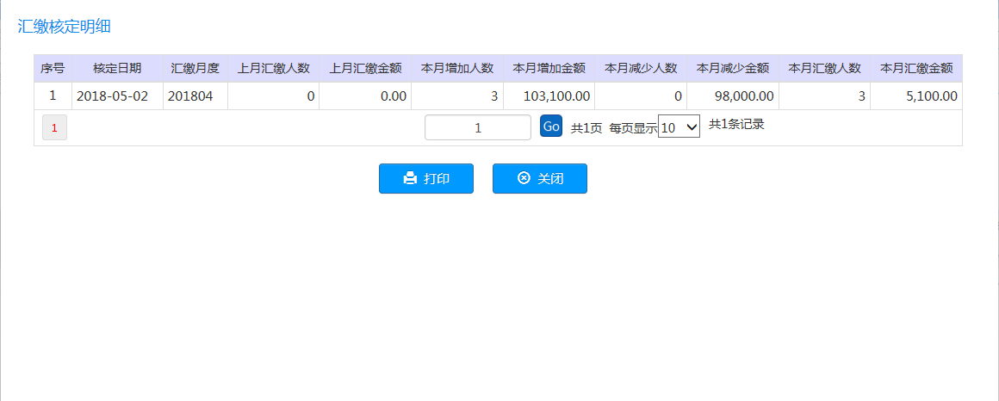 汇缴核定明细
序号 核定日期 汇缴月度 上月汇缴人数 上月汇缴金额 本月增加人数 本月增加金额 本月减少人数 本月减少金额 本月汇缴人数 本月汇缴金额
1 2018-05-02 201804 0 0.00 3 103,100.00 0 98,000.00 3 5,100.00
1 1 Go 共1页 每页显示 10 共1条记录
打印 关闭